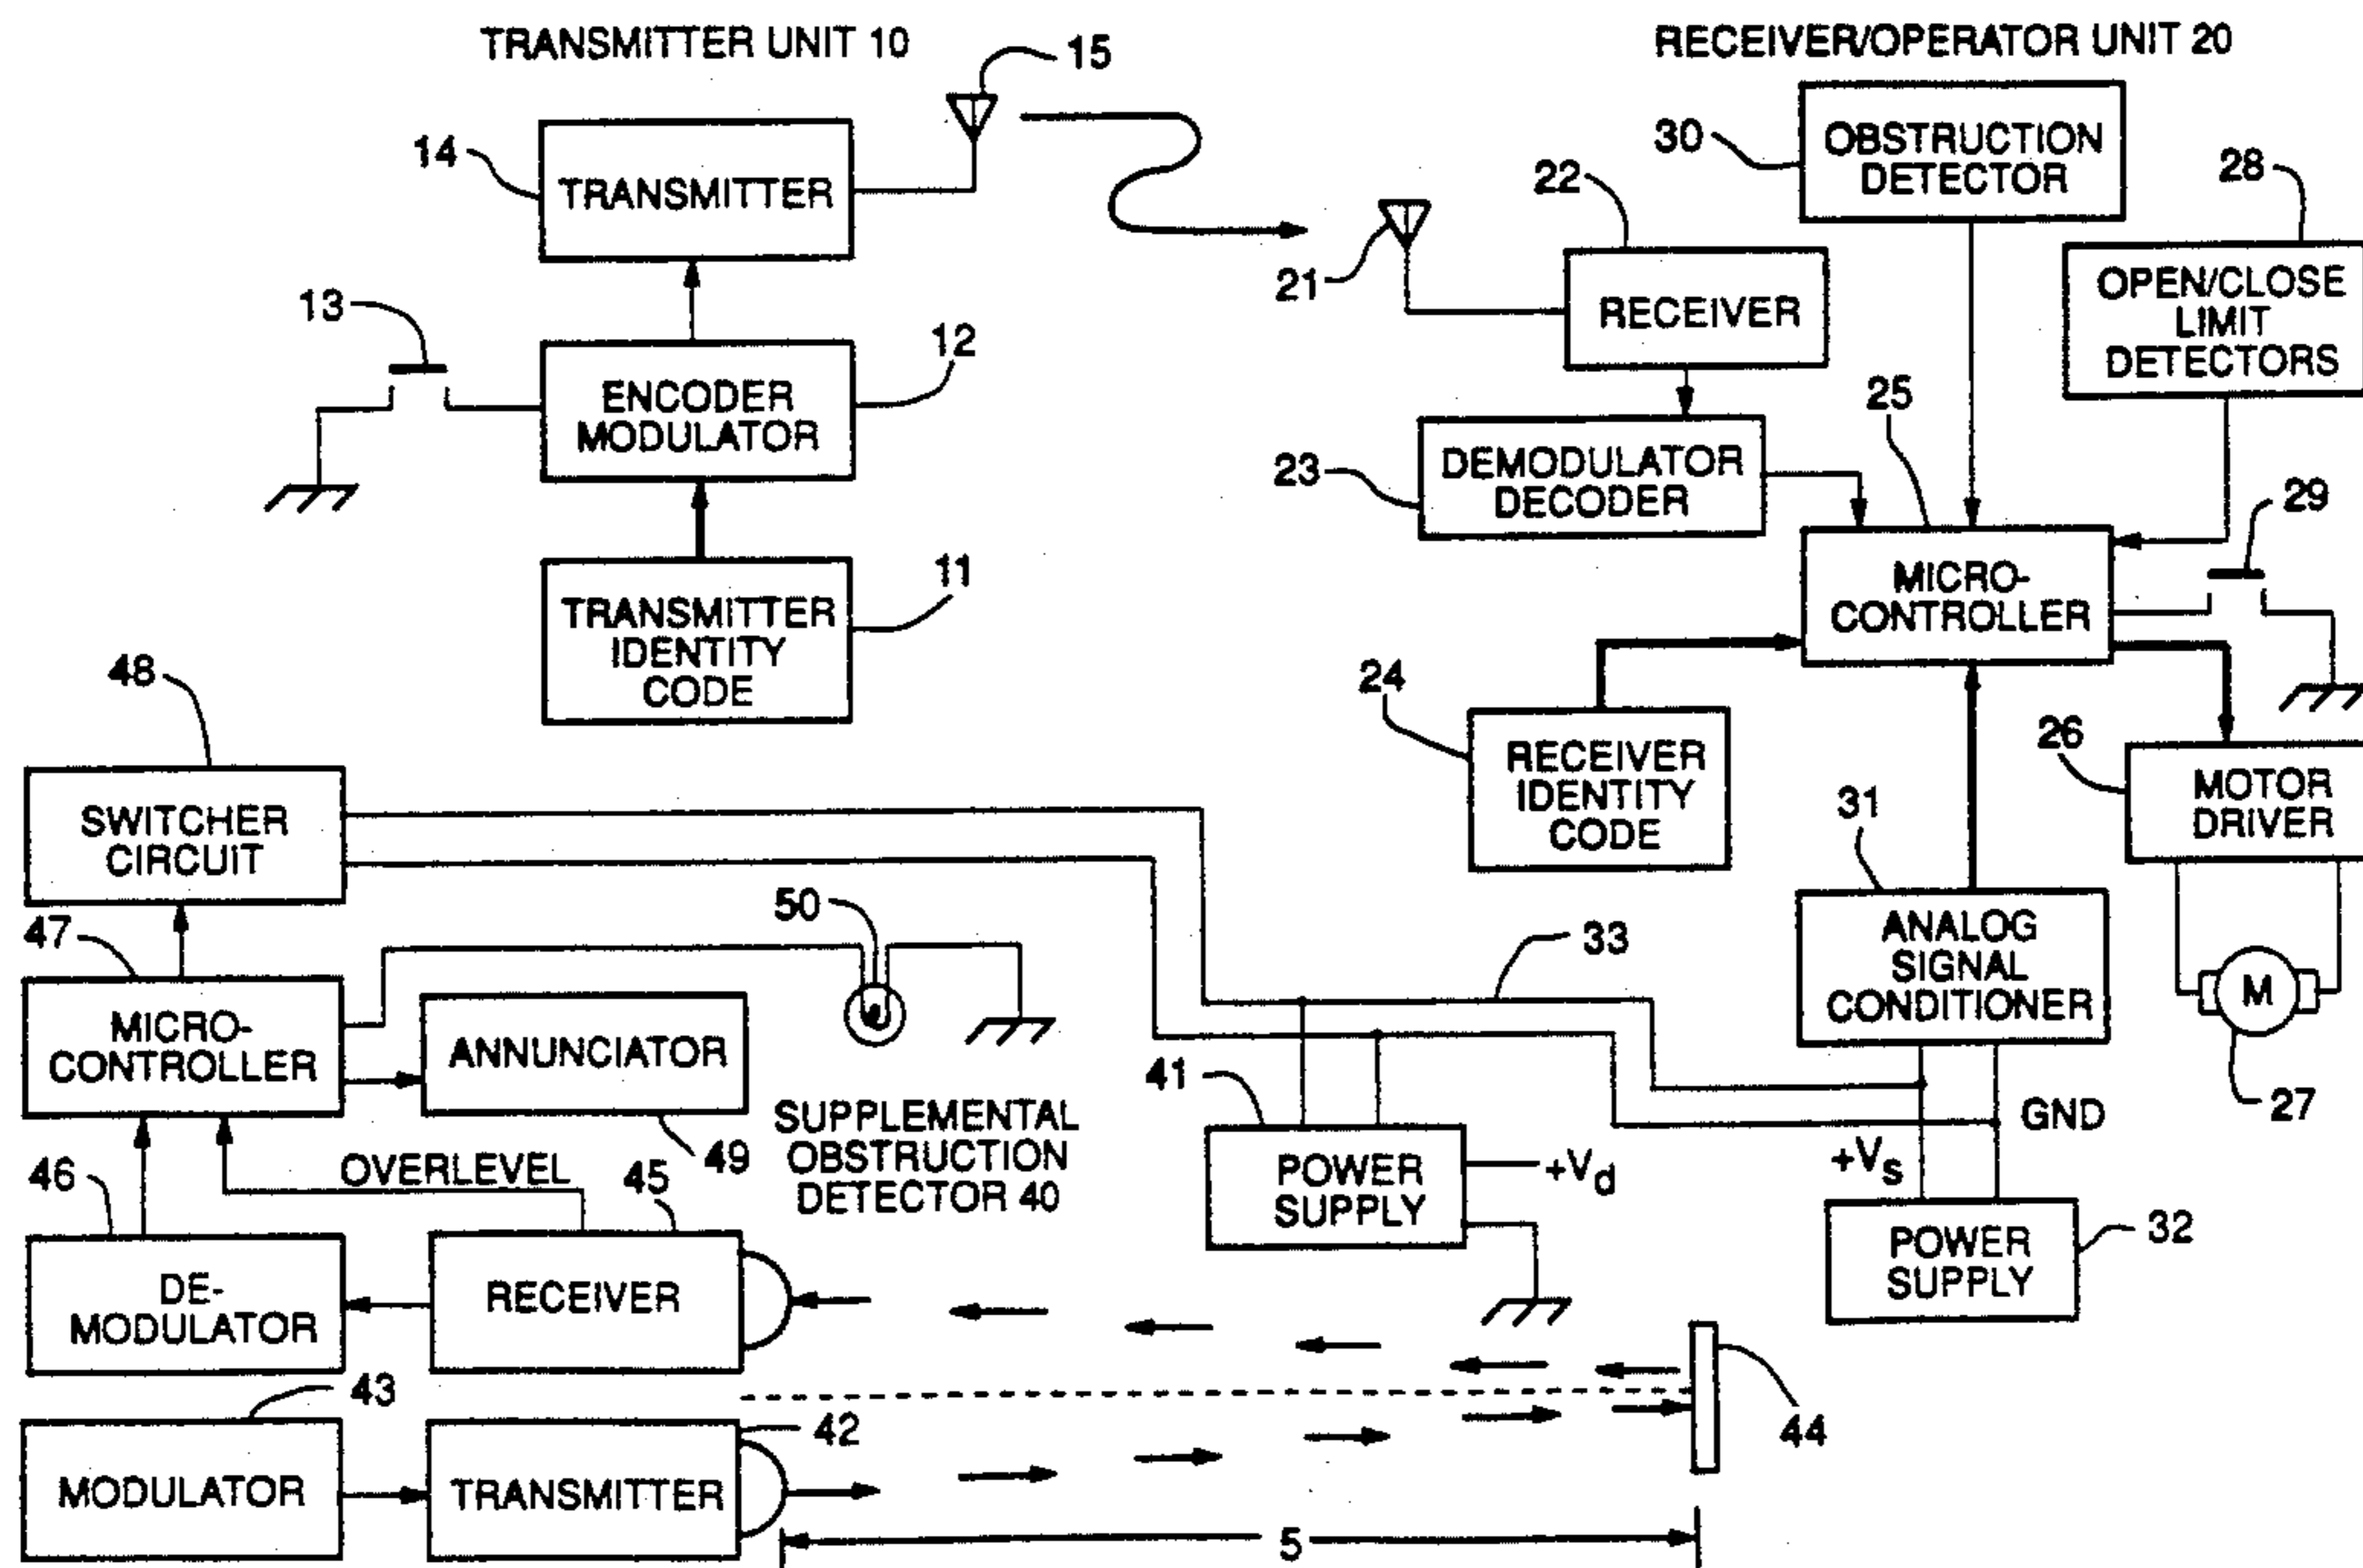 TRANSMITTER UNIT 10
15
RECEIVER/OPERATOR UNIT 20
14
TRANSMITTER
30
OBSTRUCTION
DETECTOR
28
22
21
RECEIVER
OPEN/CLOSE
LIMIT
DETECTORS
13
12
ENCODER
MODULATOR
25
23
DEMODULATOR
DECODER
29
11
TRANSMITTER
IDENTITY
CODE
MICRO-
CONTROLLER
48
24
RECEIVER
IDENTITY
CODE
26
MOTOR
DRIVER
SWITCHER
CIRCUIT
31
47
50
33
ANALOG
SIGNAL
CONDITIONER
M
27
MICRO-
CONTROLLER
ANNUNCIATOR
49
41
GND
+Vs
SUPPLEMENTAL
OBSTRUCTION
DETECTOR 40
POWER
SUPPLY
+Vd
46
OVERLEVEL
45
POWER
SUPPLY
32
DE-
MODULATOR
RECEIVER
43
42
44
MODULATOR
TRANSMITTER
5